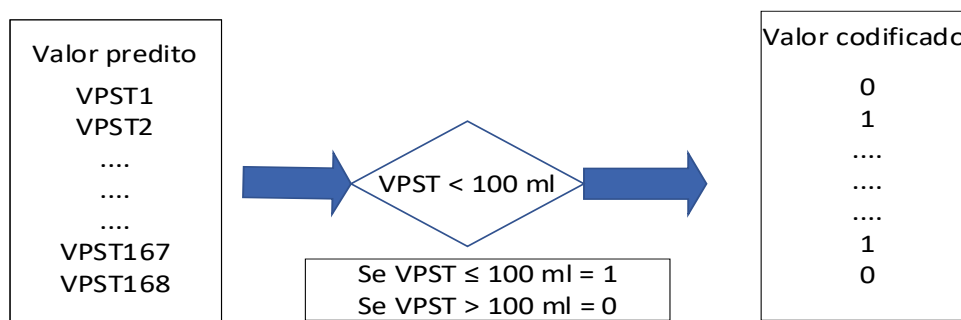 Valor predito
VPST1
VPST2
....
....
....
VPST167
VPST168
VPST < 100 ml
Se VPST ≤ 100 ml = 1
Se VPST > 100 ml = 0
Valor codificado
0
1
....
....
....
1
0